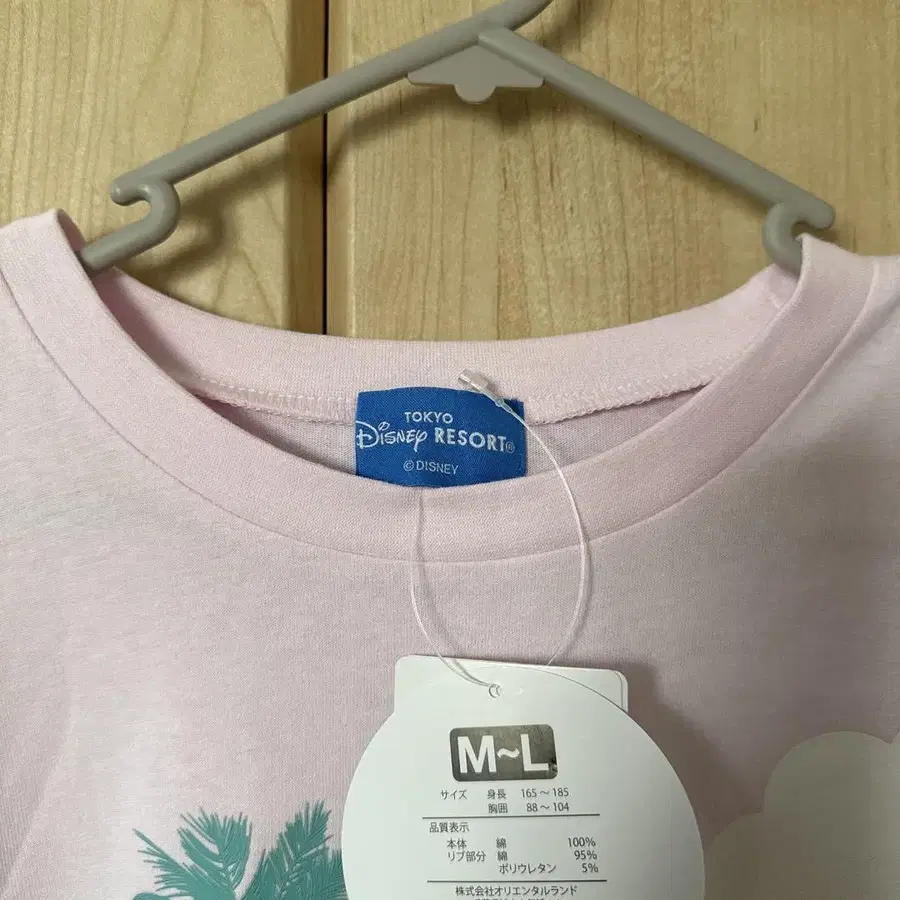 TOKYO
Disney RESORT®
©DISNEY
M~L
サイズ 身長 165~185
胸囲 88~104
品質表示
本体 綿 100%
リブ部分 綿 95%
ポリウレタン 5%
株式会社オリエンタルランド